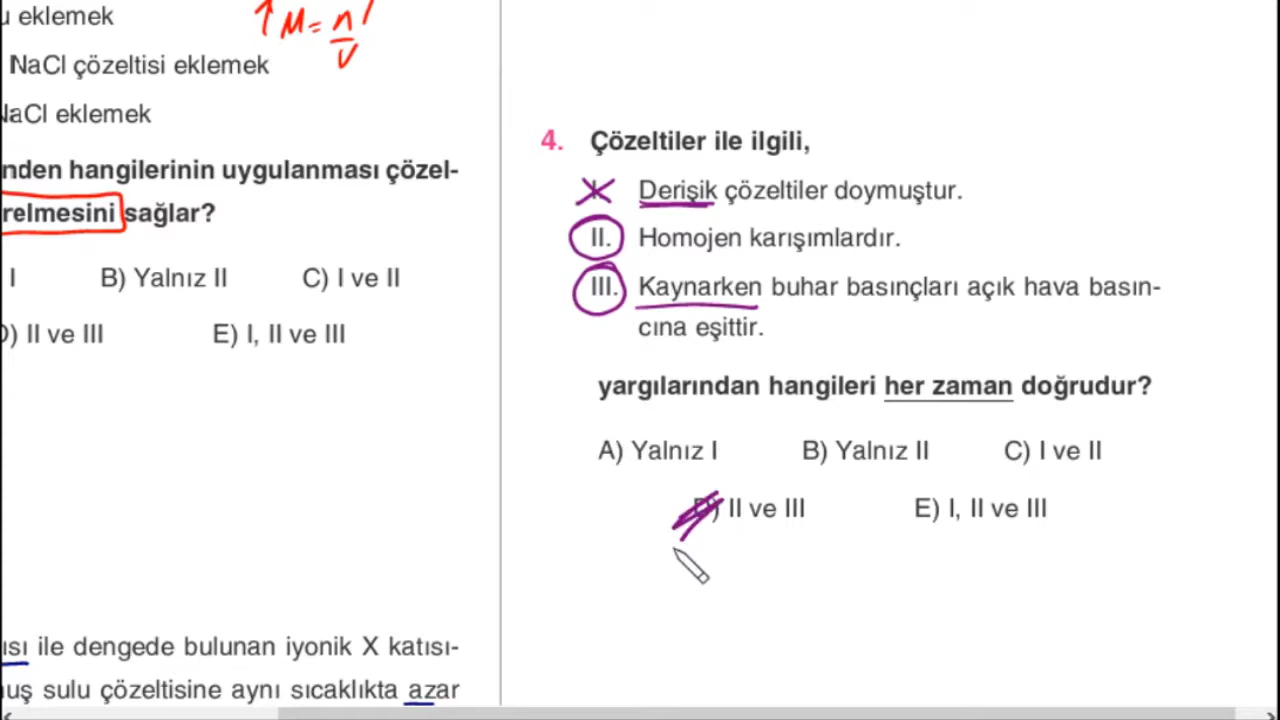 eklemek
M = n
V
NaCl çözeltisi eklemek
NaCl eklemek
nden hangilerinin uygulanması çözel-
relmesini sağlar?
I B) Yalnız II C) I ve II
D) II ve III E) I, II ve III
ısı ile dengede bulunan iyonik X katısı-
muş sulu çözeltisine aynı sıcaklıkta azar
4. Çözeltiler ile ilgili,
I. Derişik çözeltiler doymuştur.
II. Homojen karışımlardır.
III. Kaynarken buhar basınçları açık hava basın-
cına eşittir.
yargılarından hangileri her zaman doğrudur?
A) Yalnız I B) Yalnız II C) I ve II
D) II ve III E) I, II ve III